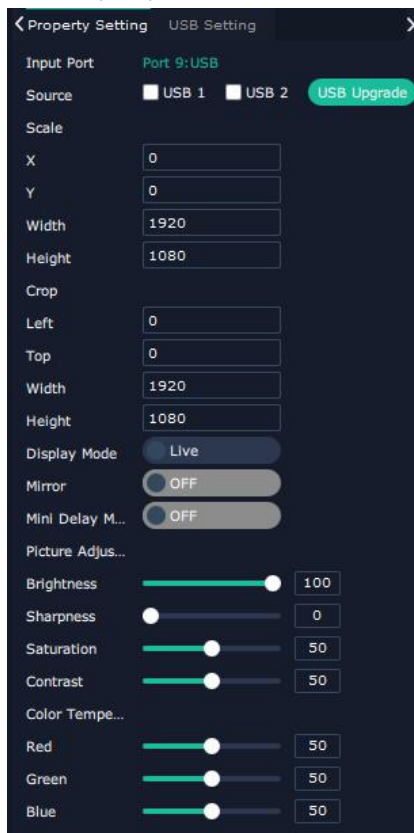 Property Setting USB Setting
Input Port Port 9:USB
Source USB 1 USB 2 USB Upgrade
Scale
X 0
Y 0
Width 1920
Height 1080
Crop
Left 0
Top 0
Width 1920
Height 1080
Display Mode Live
Mirror OFF
Mini Delay M... OFF
Picture Adjus...
Brightness 100
Sharpness 0
Saturation 50
Contrast 50
Color Tempe...
Red 50
Green 50
Blue 50